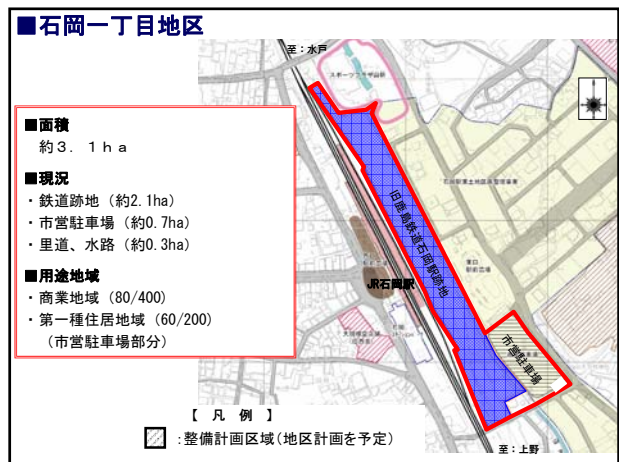 ■石岡一丁目地区
至：水戸
■面積
約３．１ｈａ
■現況
・鉄道跡地（約2.1ha）
・市営駐車場（約0.7ha）
・里道、水路（約0.3ha）
■用途地域
・商業地域（80/400）
・第一種住居地域（60/200）
（市営駐車場部分）
旧鹿島鉄道石岡駅跡地
JR石岡駅
市営駐車場
【 凡 例 】
：整備計画区域（地区計画を予定）
至：上野